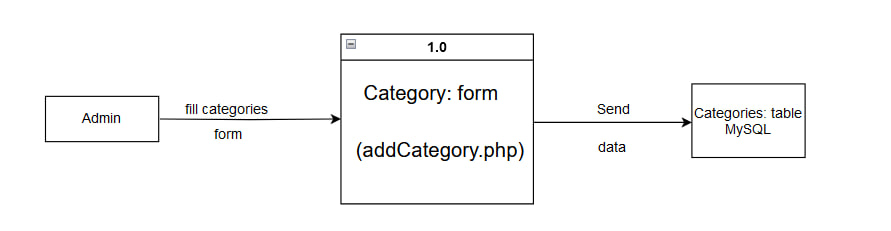 Admin
fill categories
form
1.0
Category: form
(addCategory.php)
Send
data
Categories: table
MySQL